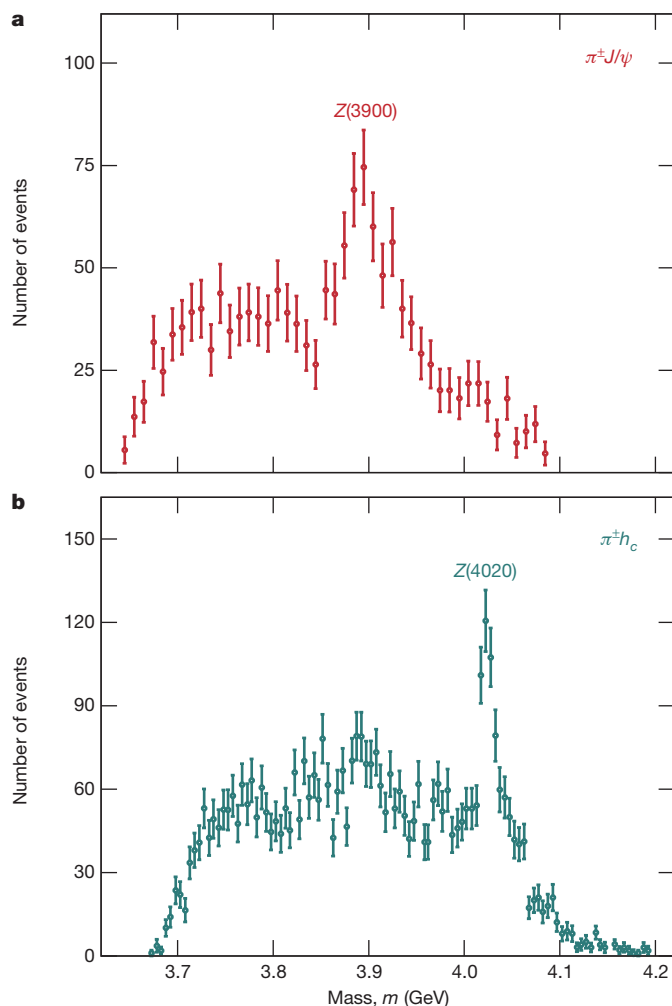 a
π±J/ψ
100
Z(3900)
75
Number of events
50
25
0
b
π±h_c
150
Z(4020)
120
Number of events
90
60
30
0
3.7 3.8 3.9 4.0 4.1 4.2
Mass, m (GeV)